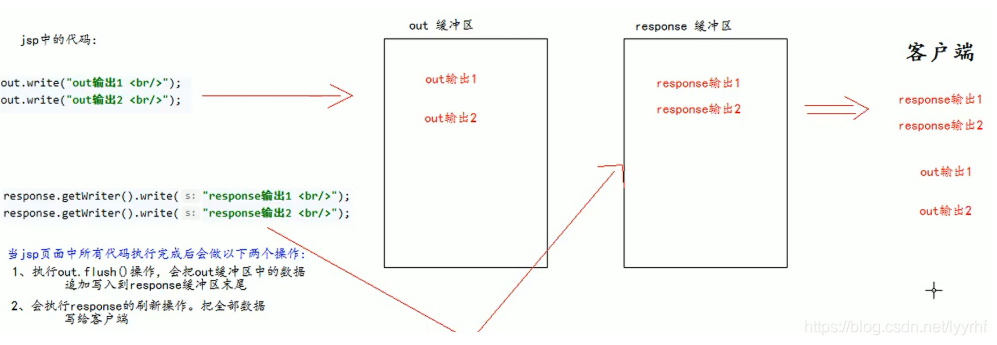 out 缓冲区
response 缓冲区
jsp中的代码:
客户端
out.write("out输出1 <br/>");
out.write("out输出2 <br/>");
out输出1
out输出2
response输出1
response输出2
response输出1
response输出2
out输出1
out输出2
response.getWriter().write( s: "response输出1 <br/>");
response.getWriter().write( s: "response输出2 <br/>");
当jsp页面中所有代码执行完成后会做以下两个操作:
1、执行out.flush()操作，会把out缓冲区中的数据
追加写入到response缓冲区末尾
2、会执行response的刷新操作。把全部数据
写给客户端
https://blog.csdn.net/lyyrhf